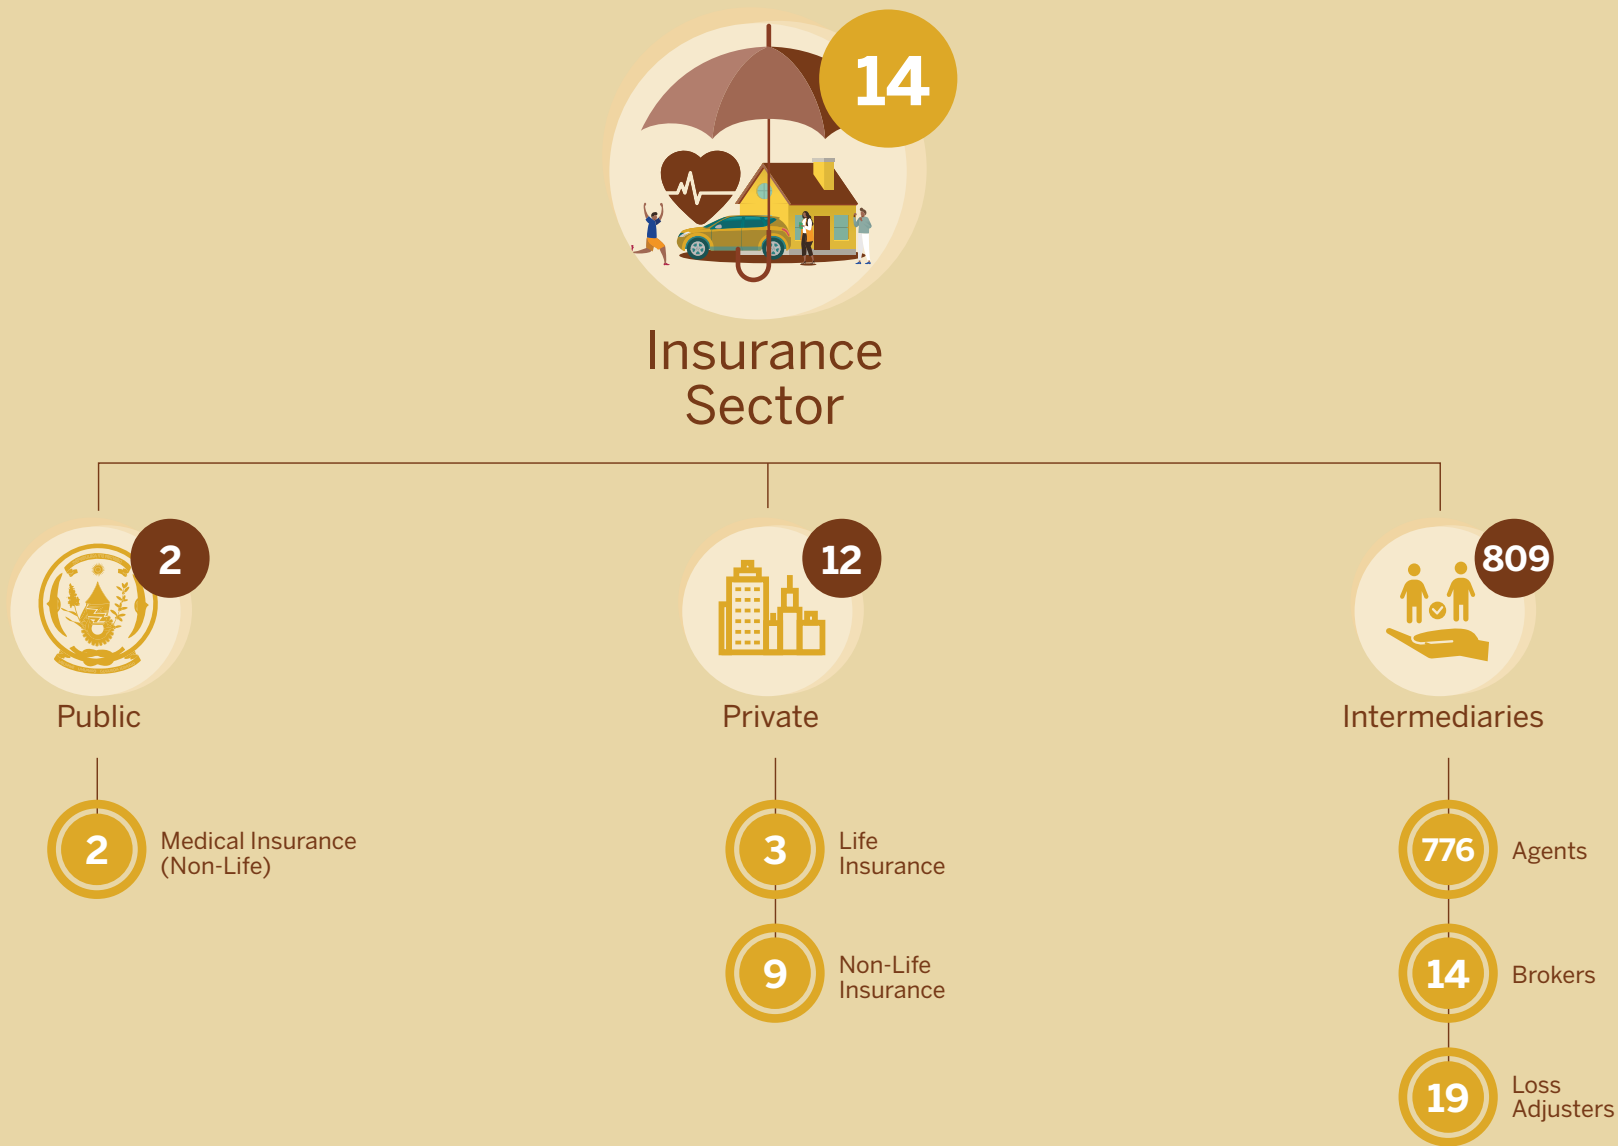 14
Insurance
Sector
2
Public
2
Medical Insurance
(Non-Life)
12
Private
3
Life
Insurance
9
Non-Life
Insurance
809
Intermediaries
776
Agents
14
Brokers
19
Loss
Adjusters